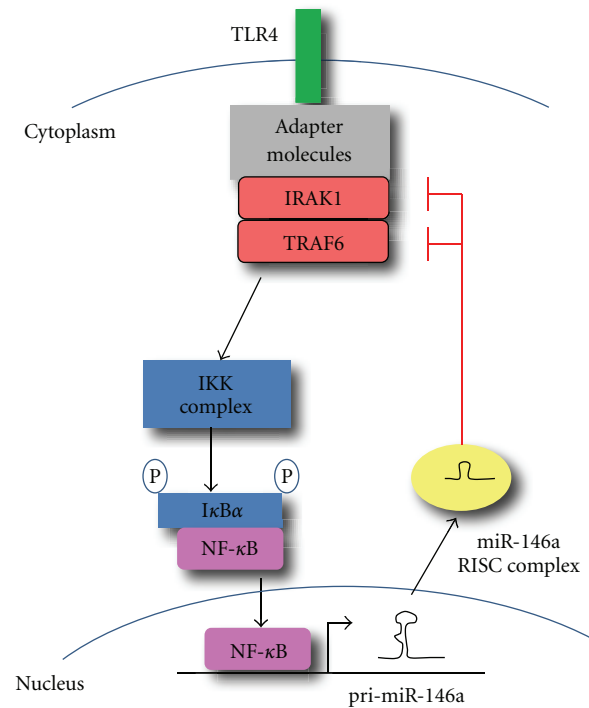 TLR4
Cytoplasm
Adapter
molecules
IRAK1
TRAF6
IKK
complex
P
P
IκBα
NF-κB
miR-146a
RISC complex
NF-κB
Nucleus
pri-miR-146a